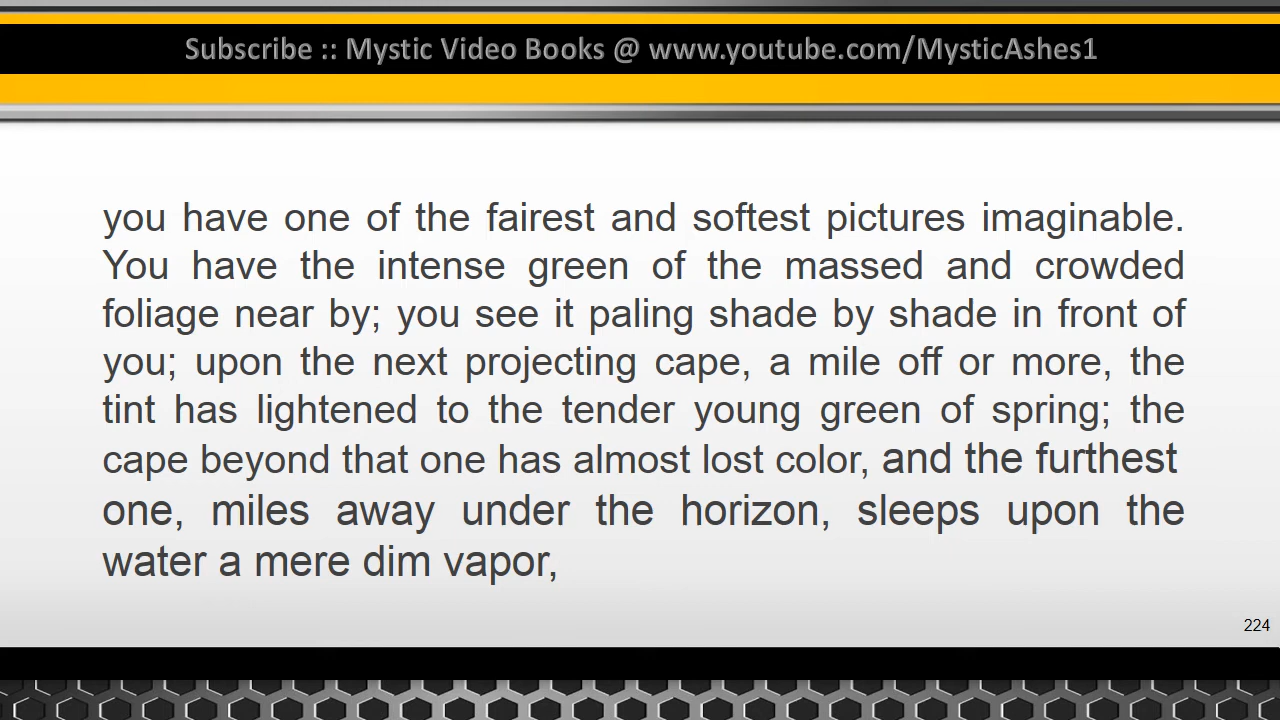 Subscribe :: Mystic Video Books @ www.youtube.com/MysticAshes1
you have one of the fairest and softest pictures imaginable.
You have the intense green of the massed and crowded
foliage near by; you see it paling shade by shade in front of
you; upon the next projecting cape, a mile off or more, the
tint has lightened to the tender young green of spring; the
cape beyond that one has almost lost color, and the furthest
one, miles away under the horizon, sleeps upon the
water a mere dim vapor,
224